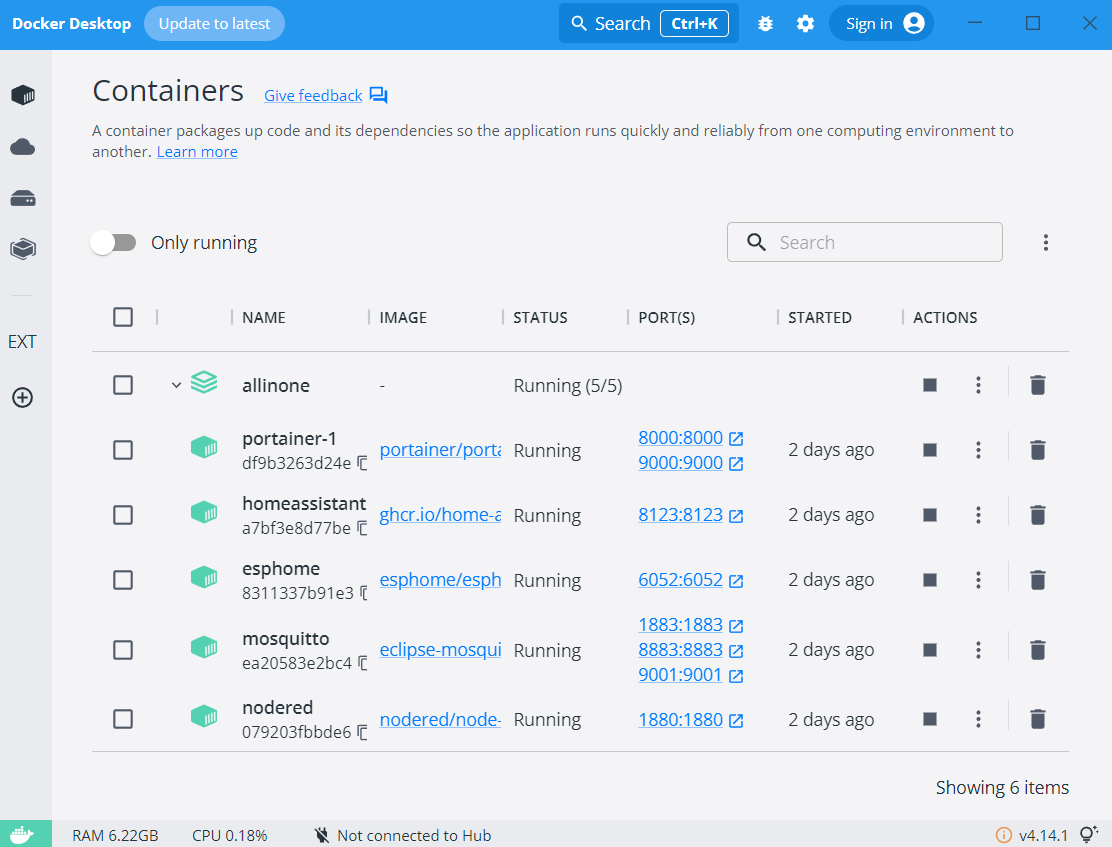 Docker Desktop Update to latest Search Ctrl+K Sign in
Containers Give feedback
A container packages up code and its dependencies so the application runs quickly and reliably from one computing environment to
another. Learn more
Only running Search
NAME IMAGE STATUS PORT(S) STARTED ACTIONS
EXT
allinone - Running (5/5)
portainer-1
df9b3263d24e
portainer/porta Running
8000:8000
9000:9000
2 days ago
homeassistant
a7bf3e8d77be
ghcr.io/home-a Running 8123:8123 2 days ago
esphome
8311337b91e3
esphome/esph Running 6052:6052 2 days ago
mosquitto
ea20583e2bc4
eclipse-mosqui Running
1883:1883
8883:8883
9001:9001
2 days ago
nodered
079203fbbde6
nodered/node- Running 1880:1880 2 days ago
Showing 6 items
RAM 6.22GB CPU 0.18% Not connected to Hub v4.14.1